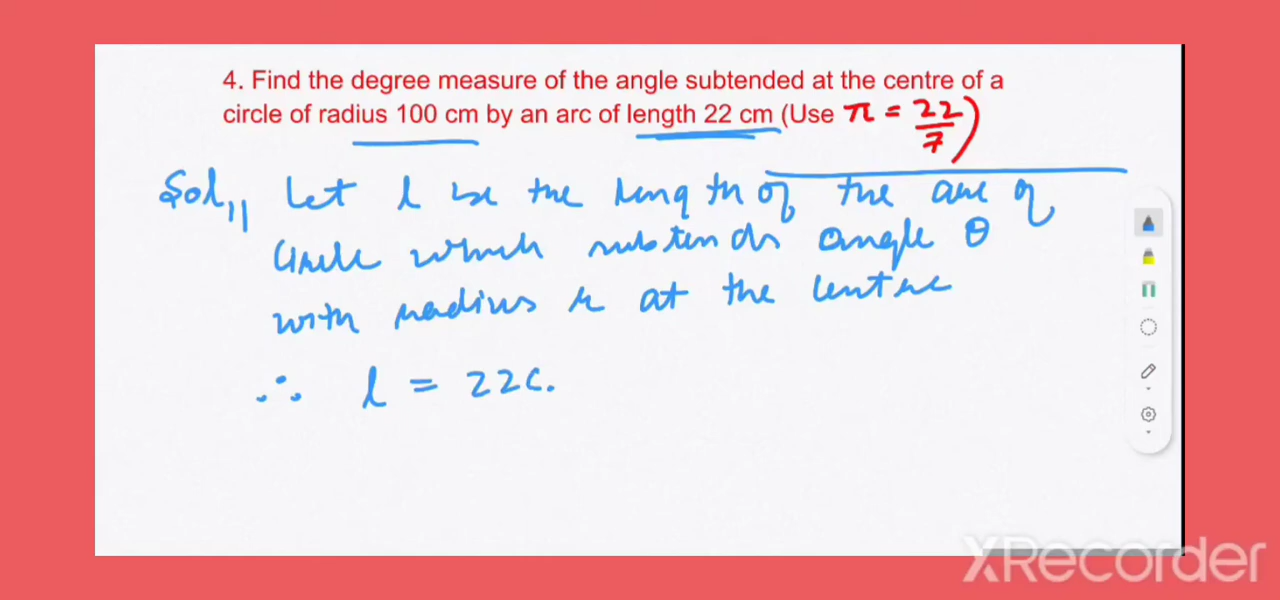 4. Find the degree measure of the angle subtended at the centre of a
circle of radius 100 cm by an arc of length 22 cm (Use π = 22/7)
Sol,, Let l be the length of the arc of
circle which subtends angle θ
with radius r at the centre
∴ l = 22c.
XRecorder